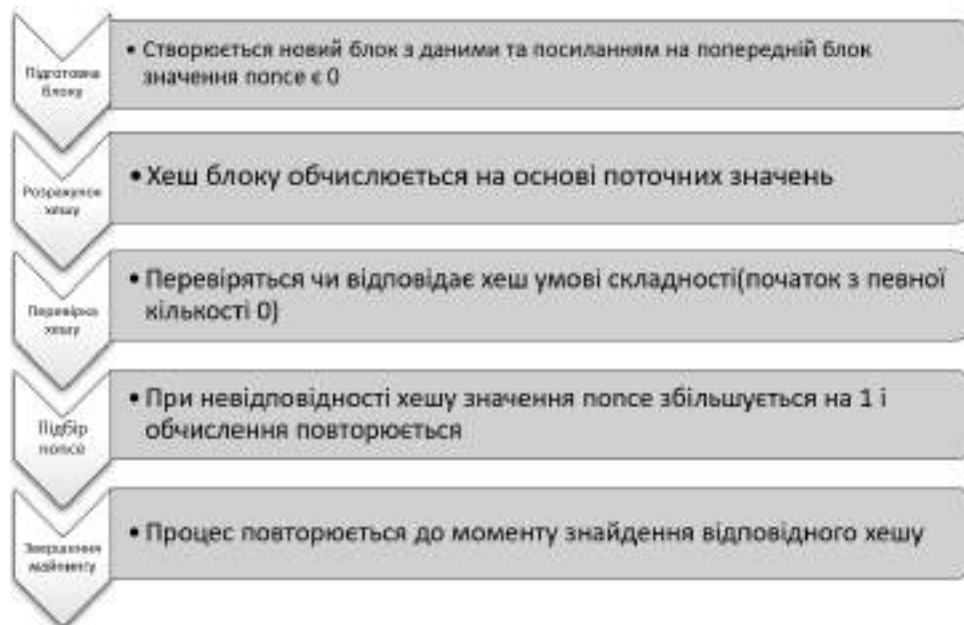 Підготовка
блоку
• Створюється новий блок з даними та посиланням на попередній блок
значення nonce є 0
Розрахунок
хешу
• Хеш блоку обчислюється на основі поточних значень
Перевірка
хешу
• Перевіряться чи відповідає хеш умові складності(початок з певної
кількості 0)
Підбір
nonce
• При невідповідності хешу значення nonce збільшується на 1 і
обчислення повторюється
Звершення
майнингу
• Процес повторюється до моменту знайдення відповідного хешу